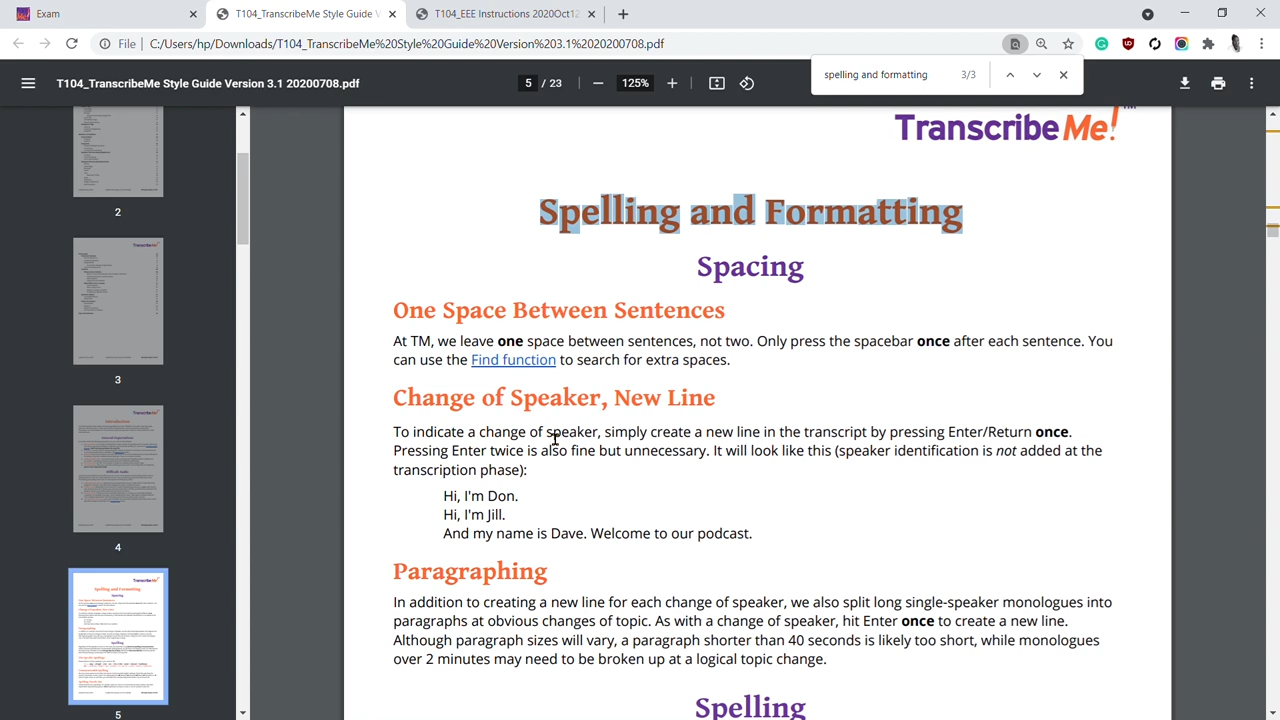 Exam
T104_TranscribeMe Style Guide V
T104_EEE Instructions 2020Oct12
File
C:/Users/hp/Downloads/T104_TranscribeMe%20Style%20Guide%20Version%203.1%2020200708.pdf
spelling and formatting 3/3
T104_TranscribeMe Style Guide Version 3.1 20200708.pdf
5 / 23
125%
2
3
4
5
TranscribeMe!
Spelling and Formatting
Spacing
One Space Between Sentences
At TM, we leave one space between sentences, not two. Only press the spacebar once after each sentence. You
can use the Find function to search for extra spaces.
Change of Speaker, New Line
To indicate a change of speaker, simply create a new line in the transcript by pressing Enter/Return once.
Pressing Enter twice is also fine but unnecessary. It will look like this (speaker identification is not added at the
transcription phase):
Hi, I'm Don.
Hi, I'm Jill.
And my name is Dave. Welcome to our podcast.
Paragraphing
In addition to creating a new line for each change of speaker, also split long single-speaker monologues into
paragraphs at obvious changes of topic. As with a change of speaker, hit Enter once to create a new line.
Although paragraph sizes will vary, a paragraph shorter than 30 seconds is likely too short, while monologues
over 2 minutes may need to be broken up at a logical topic change.
Spelling